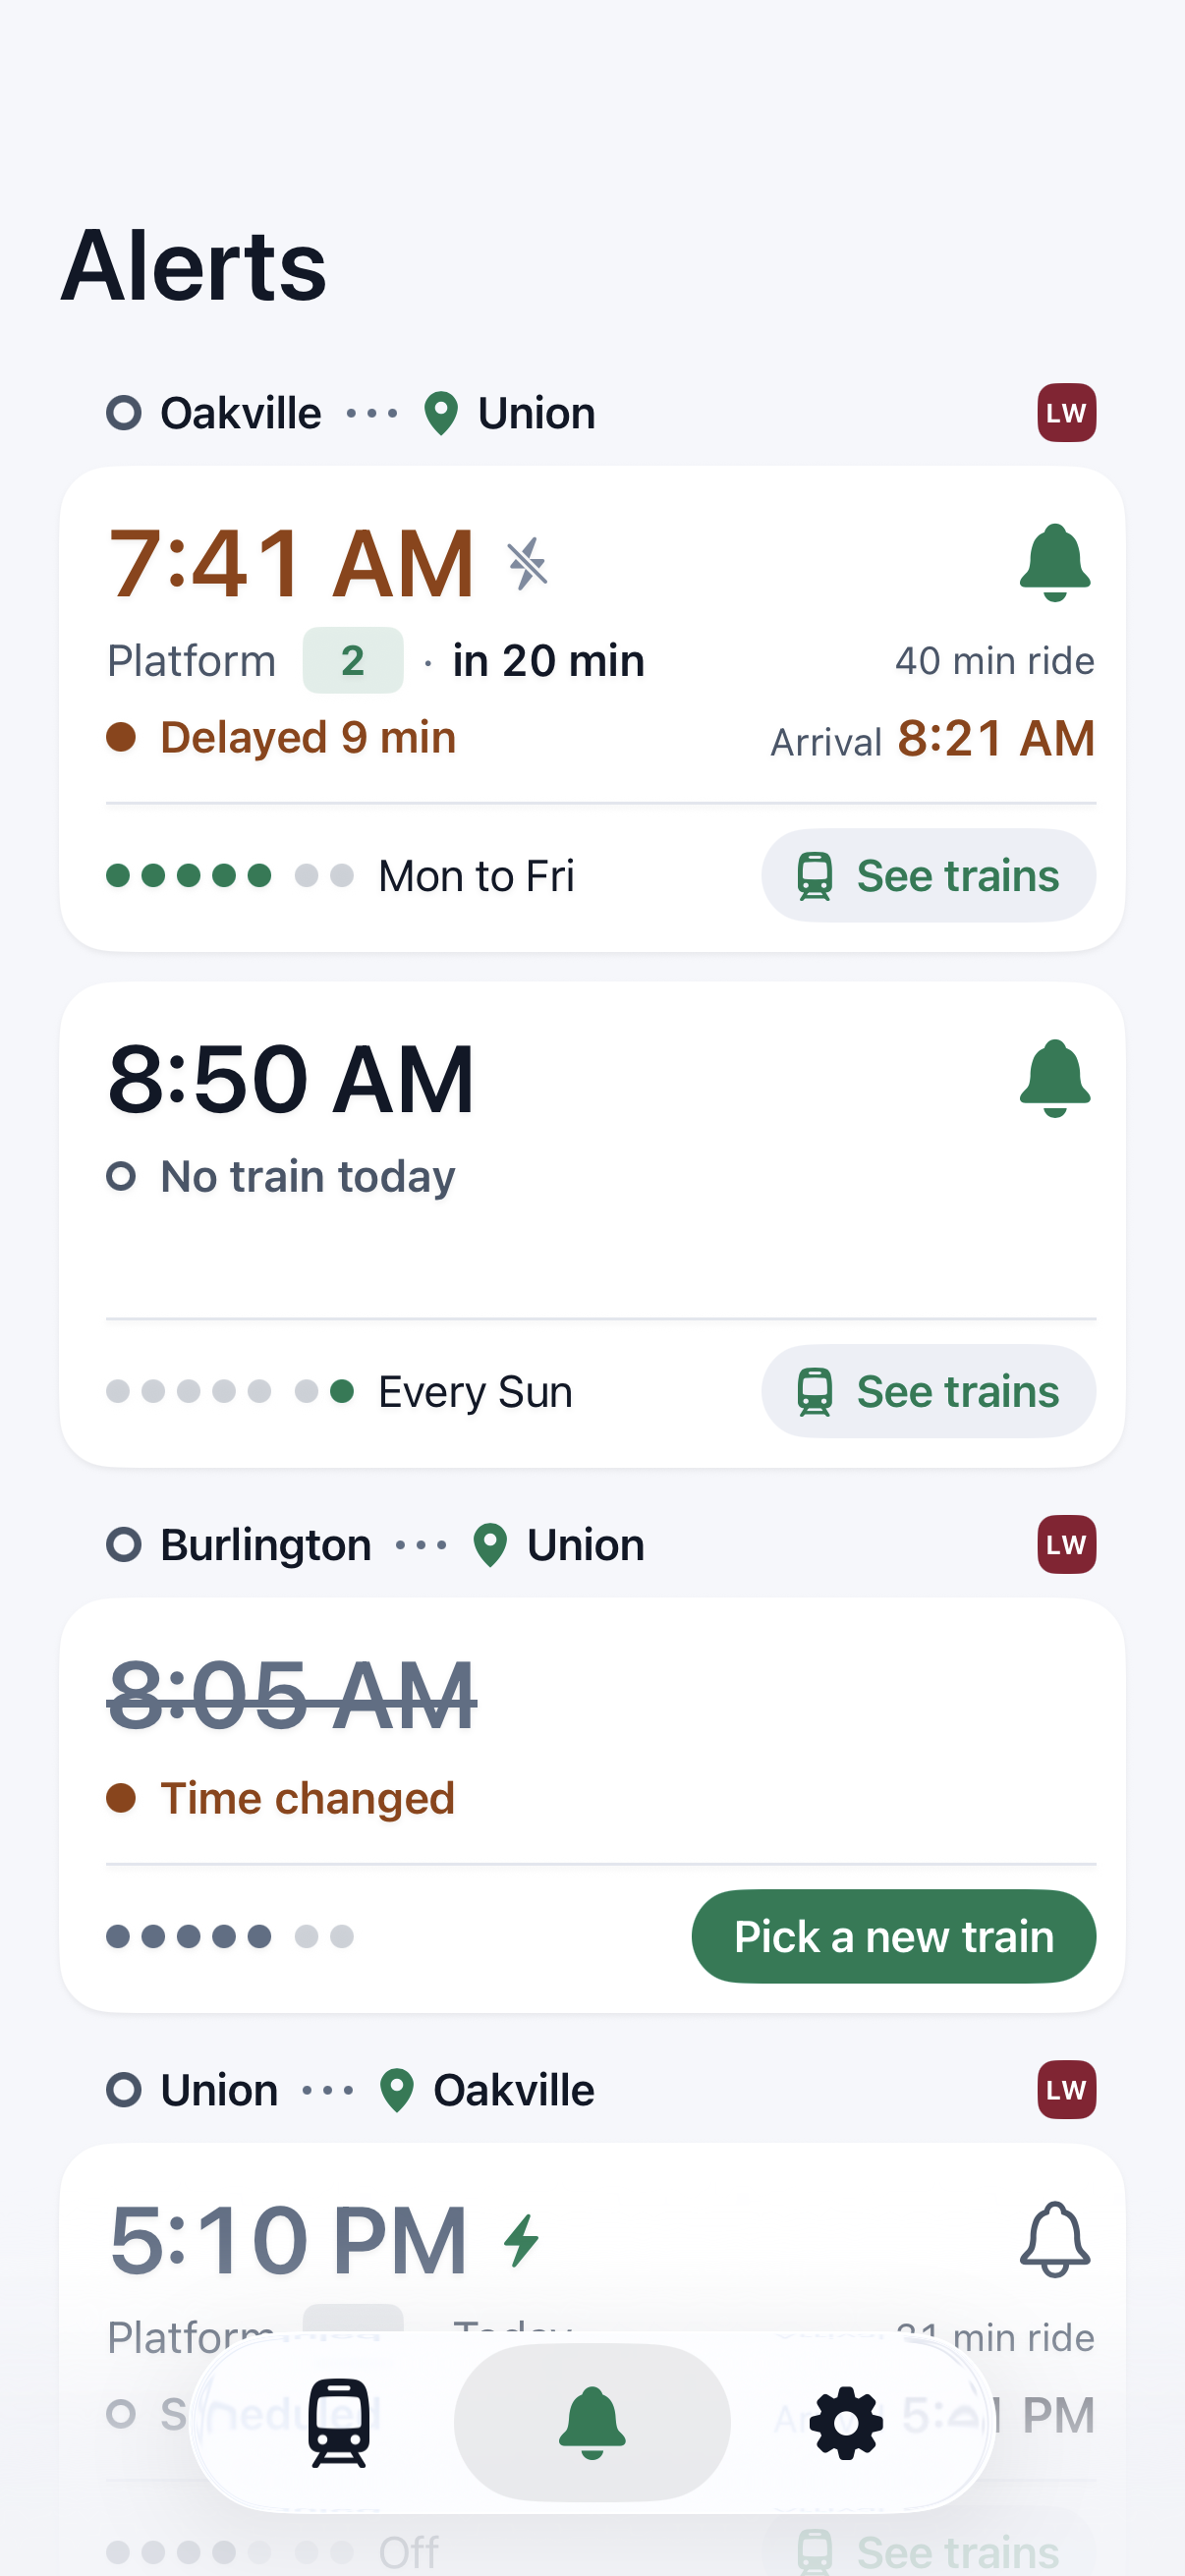 Alerts
Oakville ··· Union LW
7:41 AM
Platform 2 · in 20 min 40 min ride
Delayed 9 min Arrival 8:21 AM
Mon to Fri See trains
8:50 AM
No train today
Every Sun See trains
Burlington ··· Union LW
8:05 AM
Time changed
Pick a new train
Union ··· Oakville LW
5:10 PM
Platform Today min ride
Scheduled PM
Off See trains